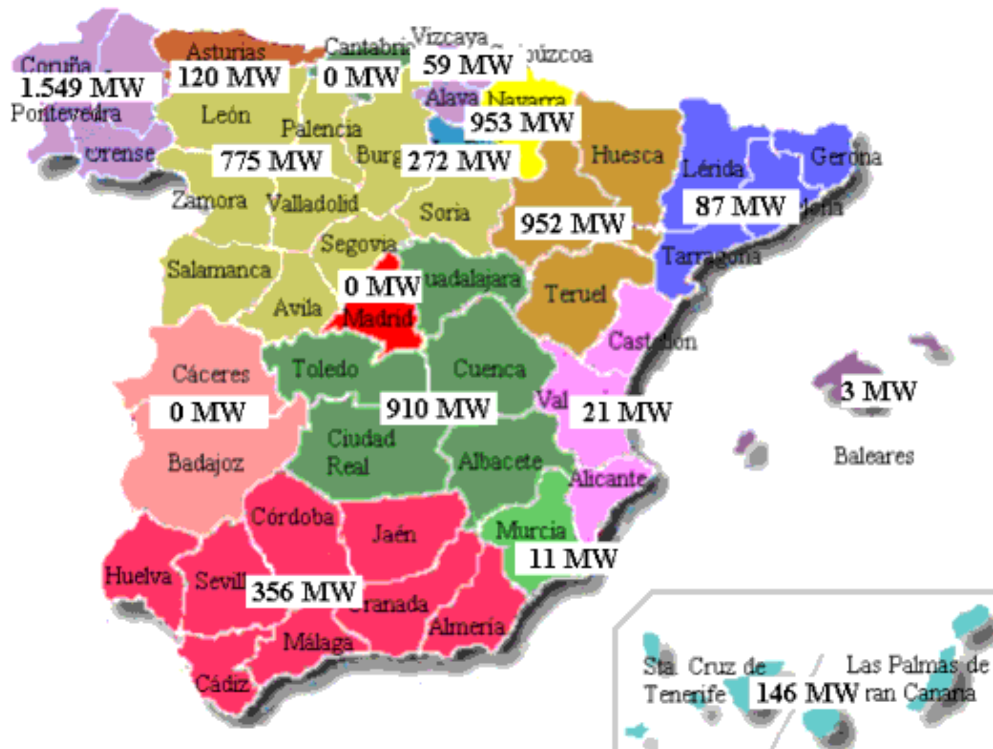 Vizcaya
Cantabria
Asturias
Coruña
59 MW
120 MW
0 MW
1.549 MW
Alava
Navarra
Pontevedra
León
Palencia
953 MW
Orense
775 MW
272 MW
Huesca
Lérida
Gerona
Zamora
Valladolid
Soria
952 MW
87 MW
Segovia
Tarragona
Salamanca
0 MW
Teruel
Avila
Madrid
Castellón
Cáceres
Toledo
Cuenca
3 MW
0 MW
910 MW
21 MW
Ciudad
Real
Badajoz
Albacete
Baleares
Alicante
Córdoba
Jaén
Murcia
11 MW
Huelva
356 MW
Almería
Málaga
Cádiz
Sta. Cruz de
Tenerife
146 MW
Las Palmas de
ran Canaria